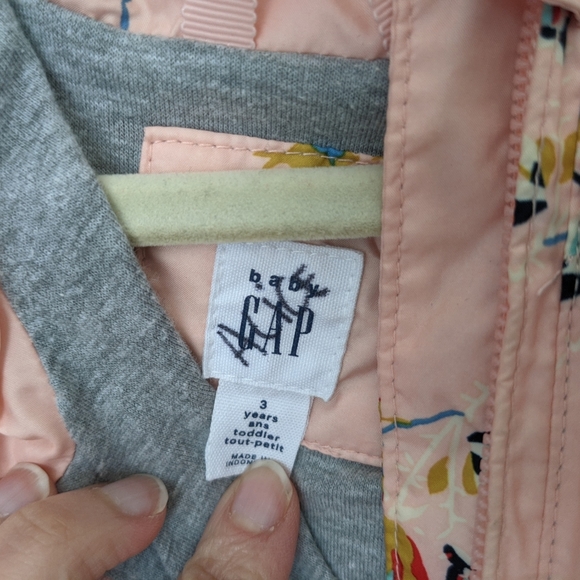 baby
GAP
3
years
ans
toddler
tout-petit
MADE IN